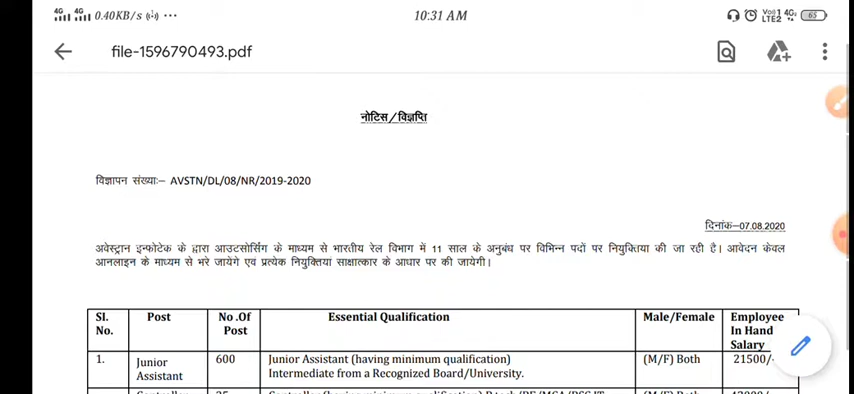 4G 4G 0.40KB/s ··· 10:31 AM Vo)) 1 LTE2 4G 65
file-1596790493.pdf
नोटिस/विज्ञप्ति
विज्ञापन संख्याः– AVSTN/DL/08/NR/2019-2020
दिनांक–07.08.2020
अवेस्ट्रान इन्फोटेक के द्वारा आउटसोर्सिंग के माध्यम से भारतीय रेल विभाग में 11 साल के अनुबंध पर विभिन्न पदों पर नियुक्तिया की जा रही है। आवेदन केवल
आनलाइन के माध्यम से भरे जायेगे एवं प्रत्येक नियुक्तियां साक्षात्कार के आधार पर की जायेगी।
Sl. No. Post No .Of Post Essential Qualification Male/Female Employee In Hand Salary
1. Junior Assistant 600 Junior Assistant (having minimum qualification) (M/F) Both 21500/-
Intermediate from a Recognized Board/University.